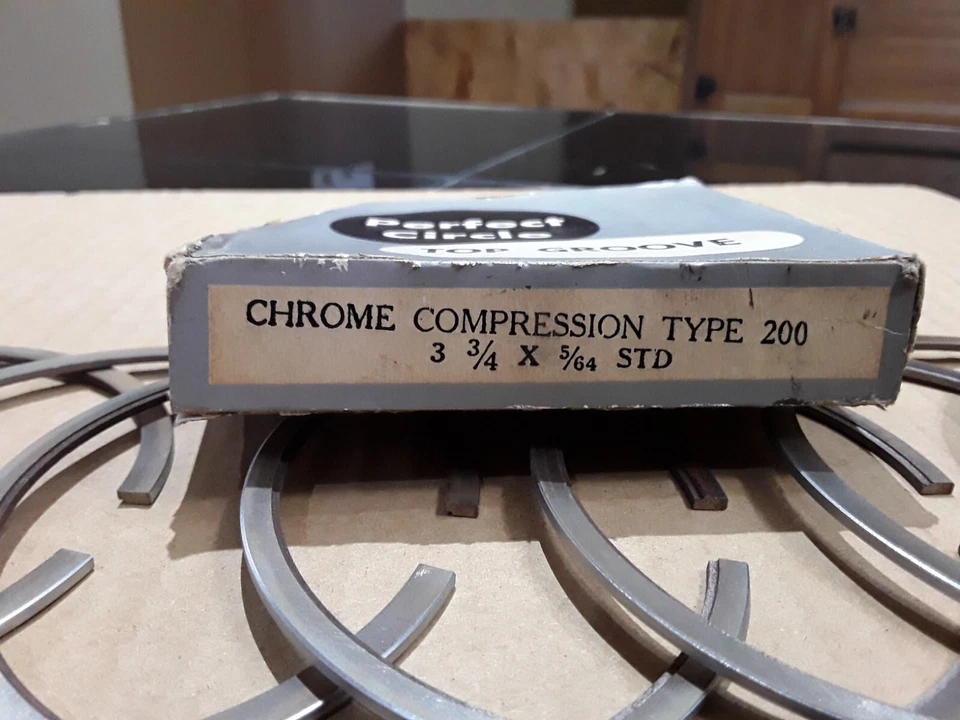 Perfect
Circle
TOP GROOVE
CHROME COMPRESSION TYPE 200
3 3/4 X 5/64 STD